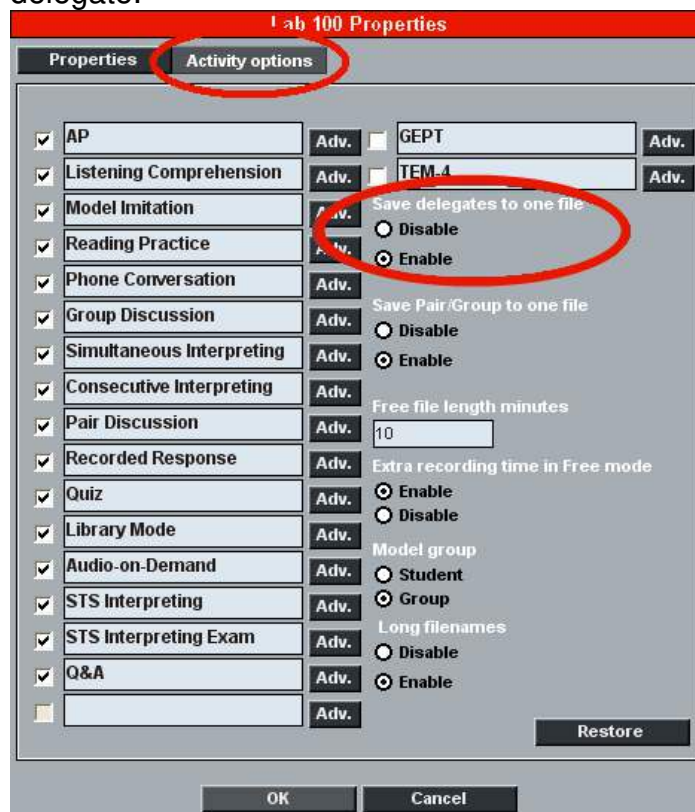 delegate.
Lab 100 Properties
Properties Activity options
AP Adv.
Listening Comprehension Adv.
Model Imitation Adv.
Reading Practice Adv.
Phone Conversation Adv.
Group Discussion Adv.
Simultaneous Interpreting Adv.
Consecutive Interpreting Adv.
Pair Discussion Adv.
Recorded Response Adv.
Quiz Adv.
Library Mode Adv.
Audio-on-Demand Adv.
STS Interpreting Adv.
STS Interpreting Exam Adv.
Q&A Adv.
Adv.
GEPT Adv.
TEM-4 Adv.
Save delegates to one file
Disable
Enable
Save Pair/Group to one file
Disable
Enable
Free file length minutes
10
Extra recording time in Free mode
Enable
Disable
Model group
Student
Group
Long filenames
Disable
Enable
Restore
OK Cancel